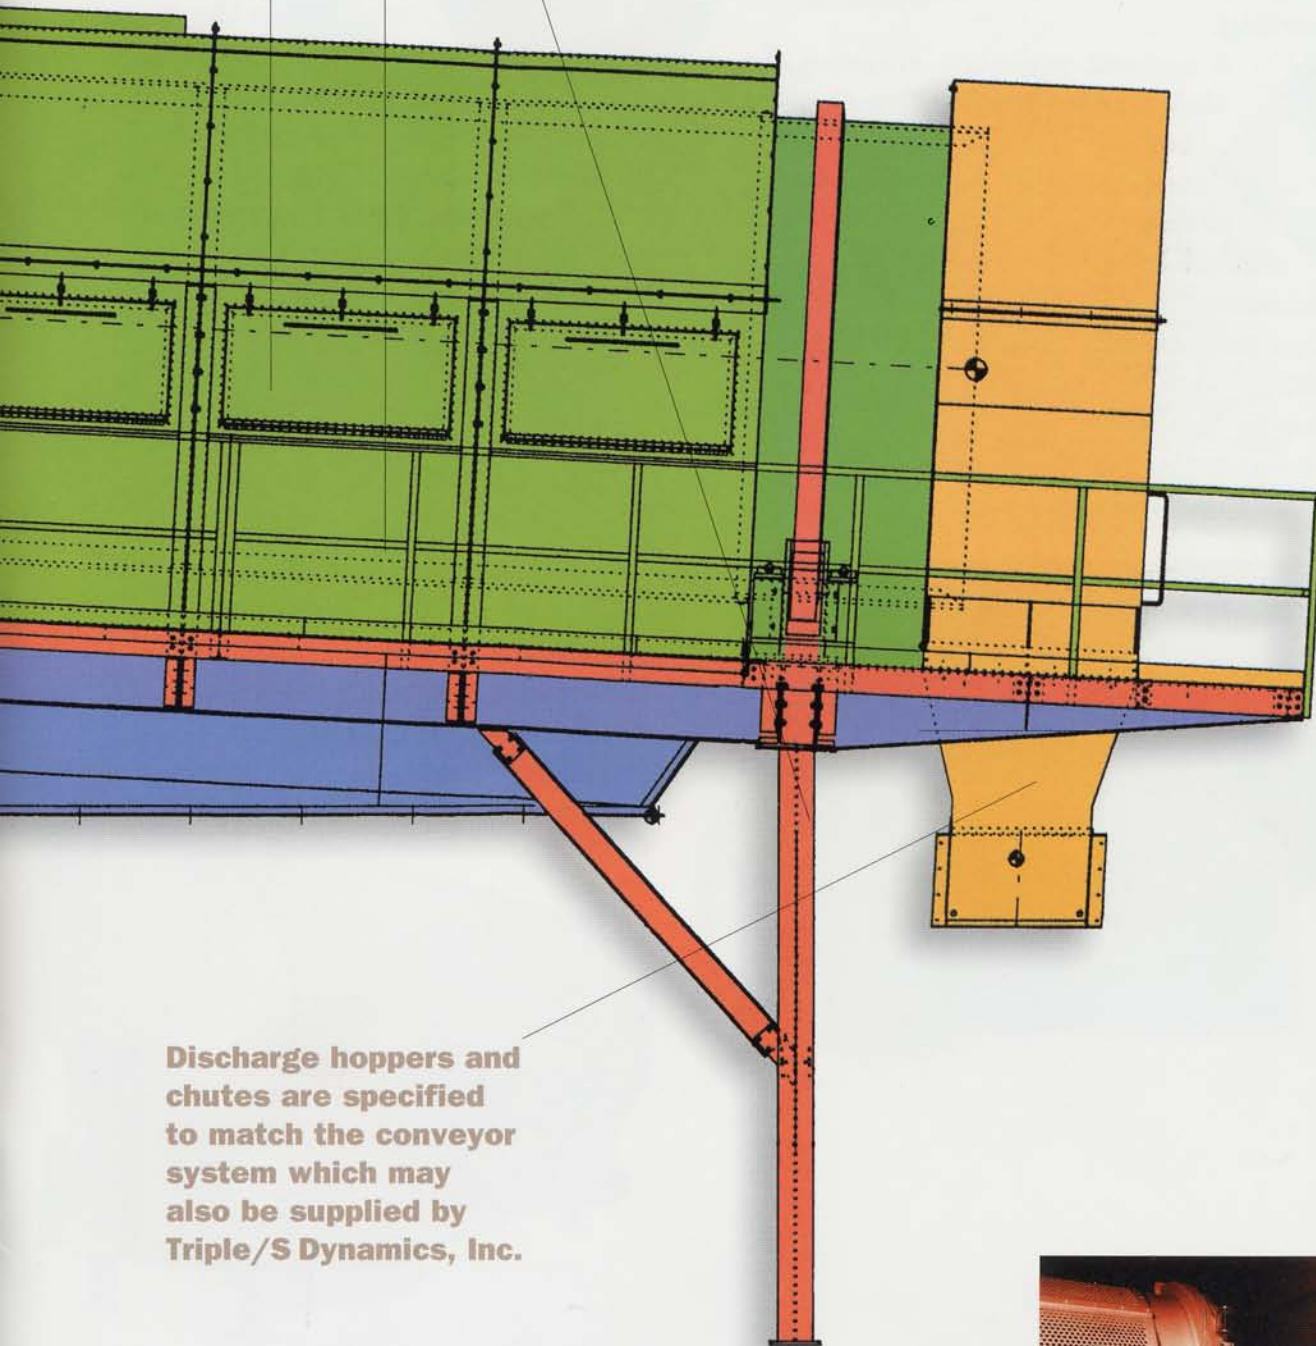 Discharge hoppers and
chutes are specified
to match the conveyor
system which may
also be supplied by
Triple/S Dynamics, Inc.